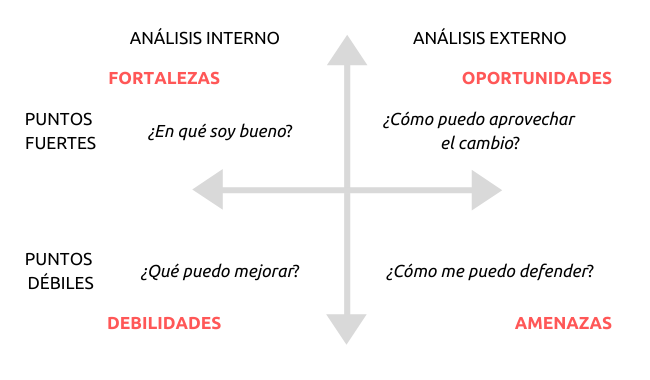 ANÁLISIS INTERNO
ANÁLISIS EXTERNO
FORTALEZAS
OPORTUNIDADES
PUNTOS
FUERTES
¿En qué soy bueno?
¿Cómo puedo aprovechar
el cambio?
PUNTOS
DÉBILES
¿Qué puedo mejorar?
¿Cómo me puedo defender?
DEBILIDADES
AMENAZAS